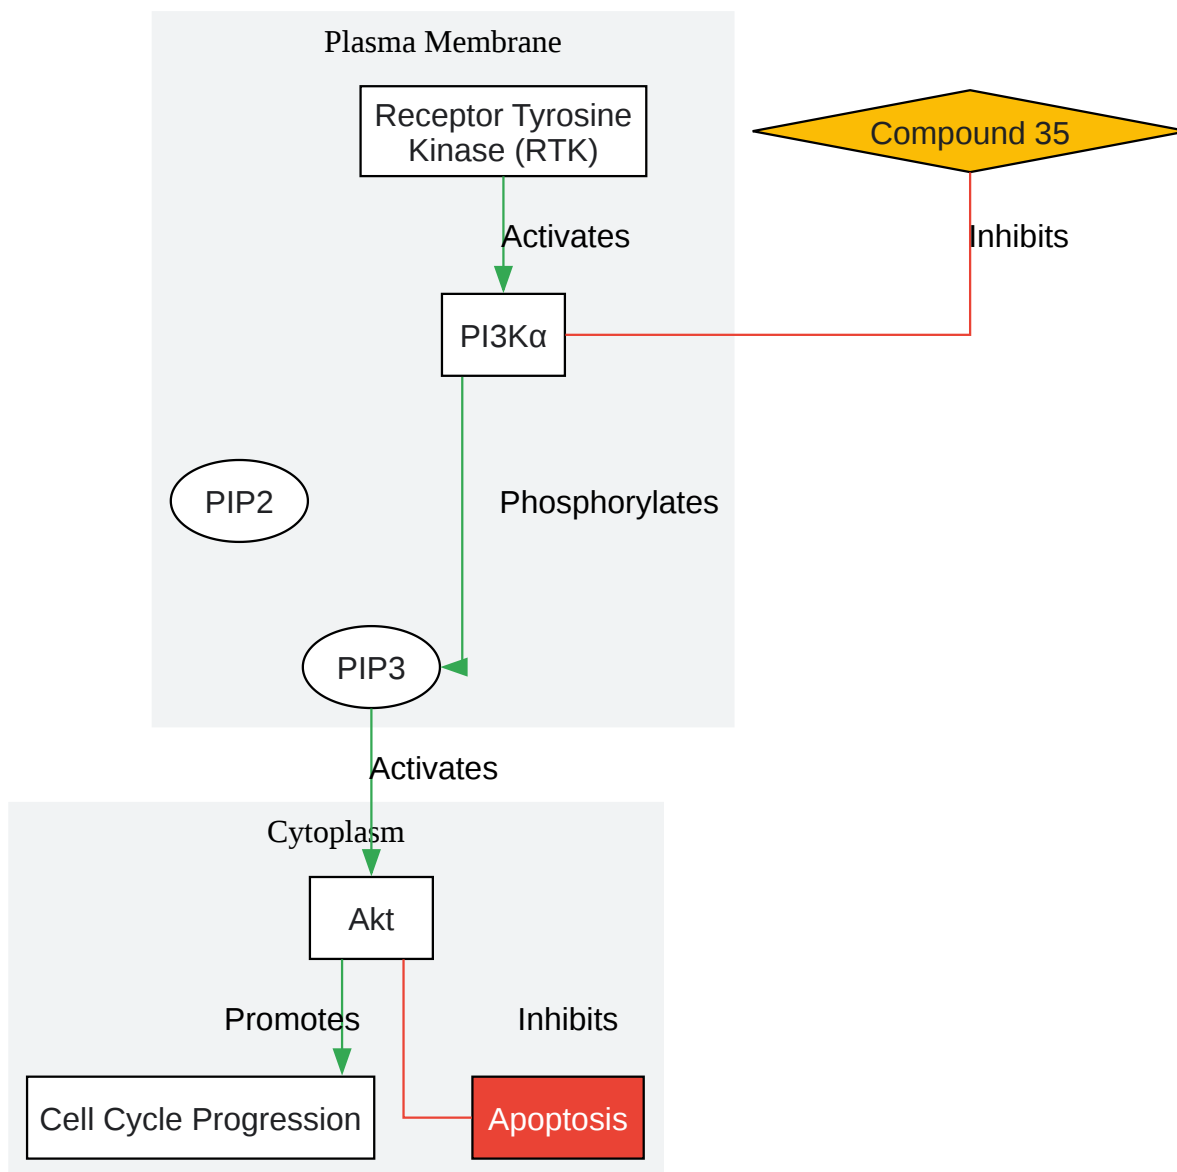 Plasma Membrane
Receptor Tyrosine
Kinase (RTK)
Compound 35
Activates
Inhibits
PI3Kα
PIP2
Phosphorylates
PIP3
Activates
Cytoplasm
Akt
Promotes
Inhibits
Cell Cycle Progression
Apoptosis